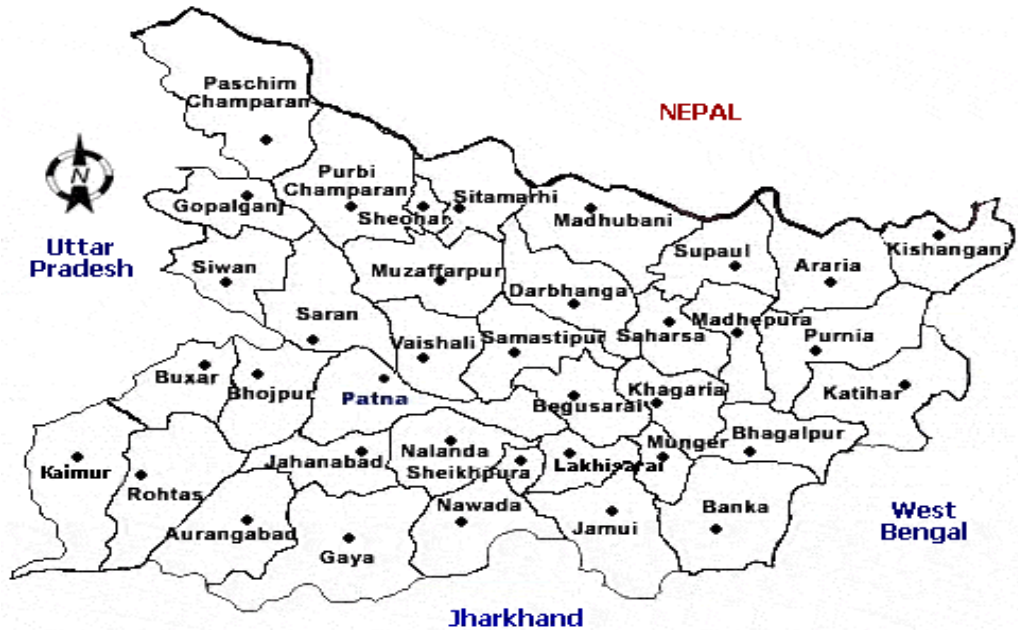 Paschim
Champaran
NEPAL
N
Purbi
Champaran
Sitamarhi
Gopalganj
Sheohar
Madhubani
Uttar
Pradesh
Siwan
Muzaffarpur
Supaul
Araria
Kishanganj
Darbhanga
Saran
Vaishali
Samastipur
Saharsa
Madhepura
Purnia
Buxar
Bhojpur
Patna
Begusarai
Khagaria
Katihar
Kaimur
Rohtas
Jahanabad
Nalanda
Sheikhpura
Lakhisarai
Munger
Bhagalpur
Aurangabad
Gaya
Nawada
Jamui
Banka
West
Bengal
Jharkhand